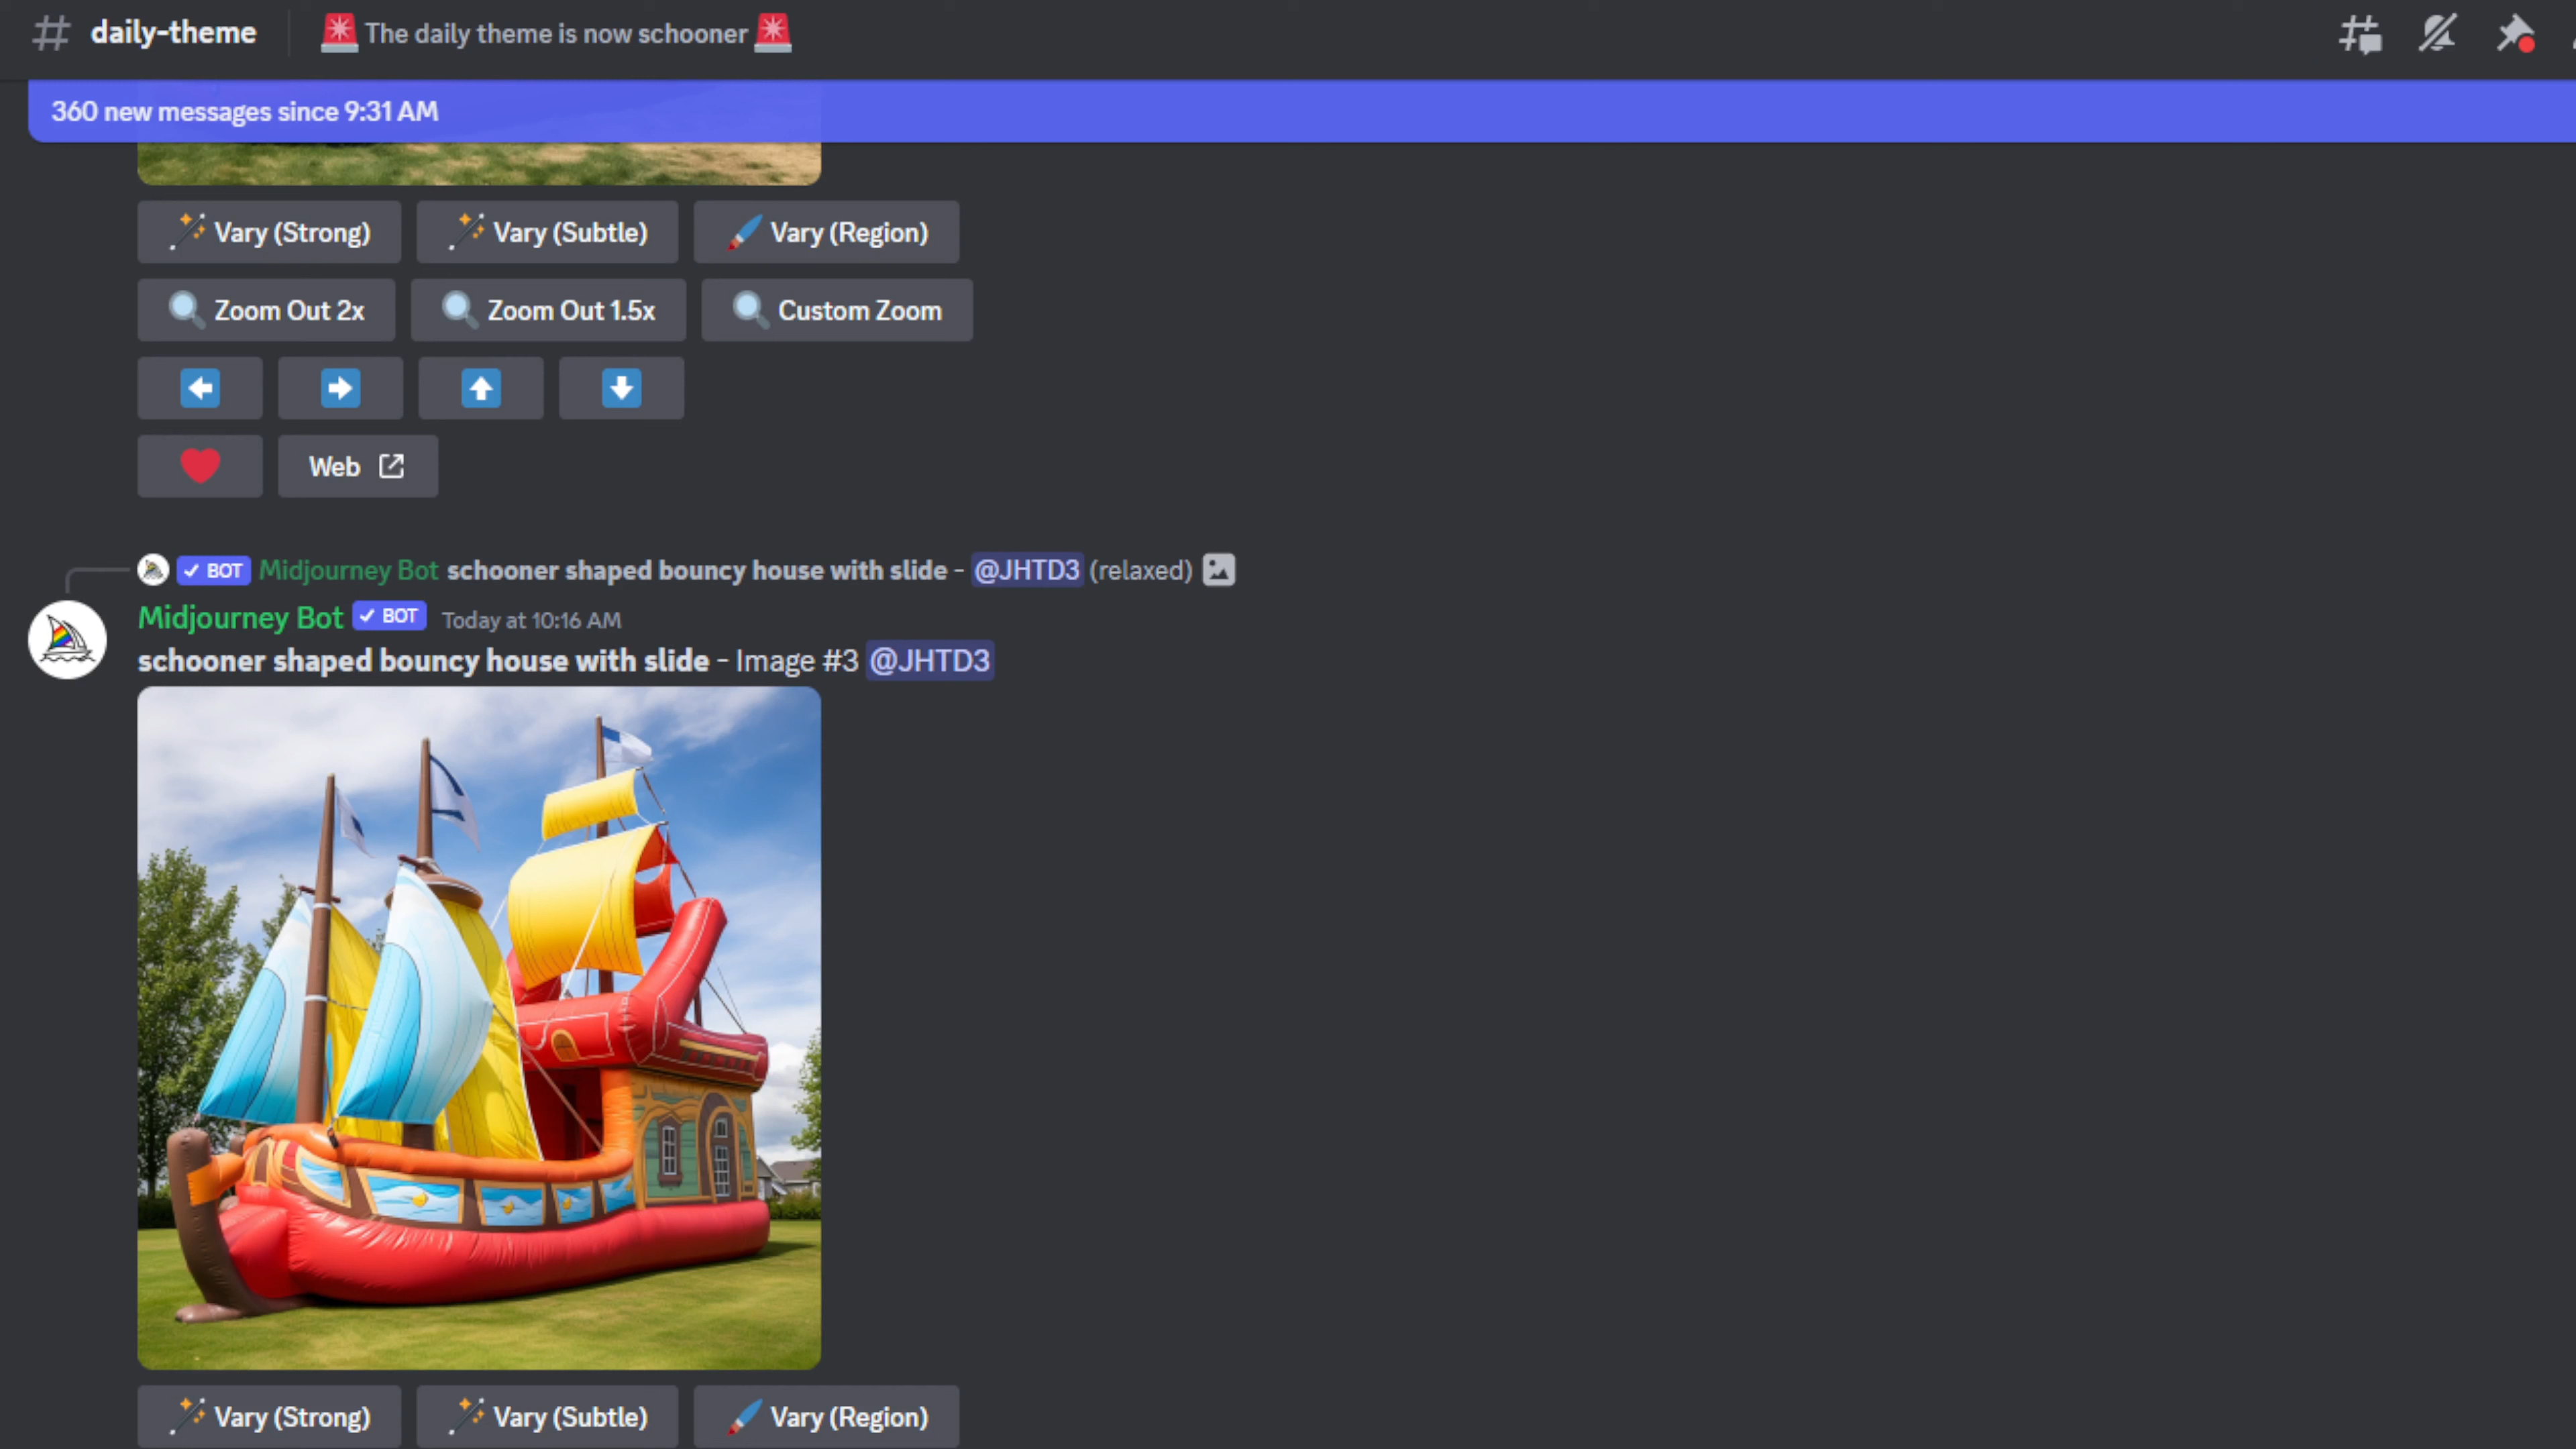 daily-theme The daily theme is now schooner
360 new messages since 9:31 AM
Vary (Strong) Vary (Subtle) Vary (Region)
Zoom Out 2x Zoom Out 1.5x Custom Zoom
Web
BOT Midjourney Bot schooner shaped bouncy house with slide - @JHTD3 (relaxed)
Midjourney Bot BOT Today at 10:16 AM
schooner shaped bouncy house with slide - Image #3 @JHTD3
Vary (Strong) Vary (Subtle) Vary (Region)